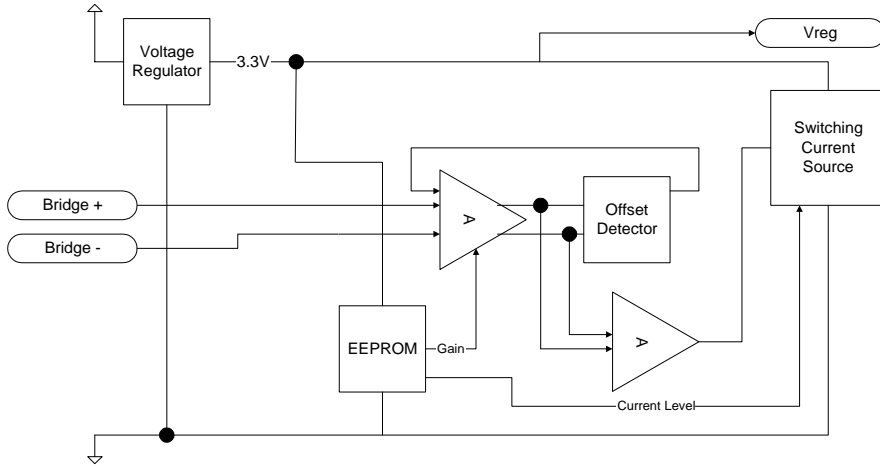 Voltage
Regulator
3.3V
Vreg
Switching
Current
Source
Bridge +
Bridge -
A
Offset
Detector
EEPROM
Gain
A
Current Level